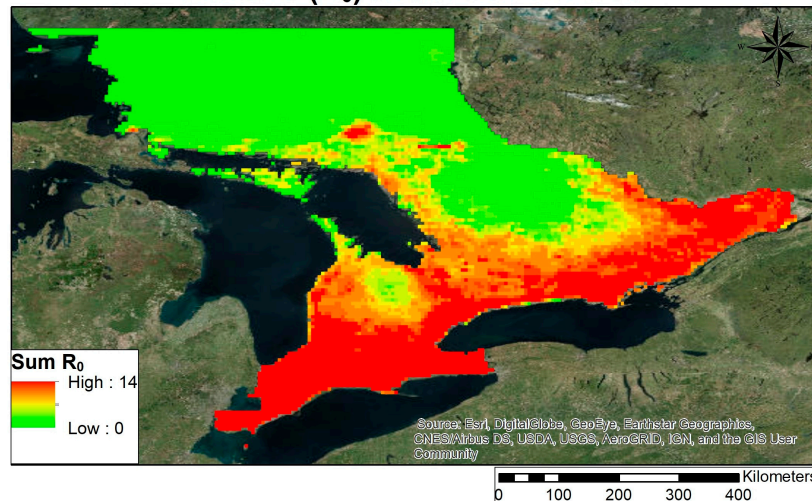 (R₀)
N
W
E
S
Sum R₀
High : 14
Low : 0
Source: Esri, DigitalGlobe, GeoEye, Earthstar Geographics,
CNES/Airbus DS, USDA, USGS, AeroGRID, IGN, and the GIS User
Community
Kilometers
0 100 200 300 400